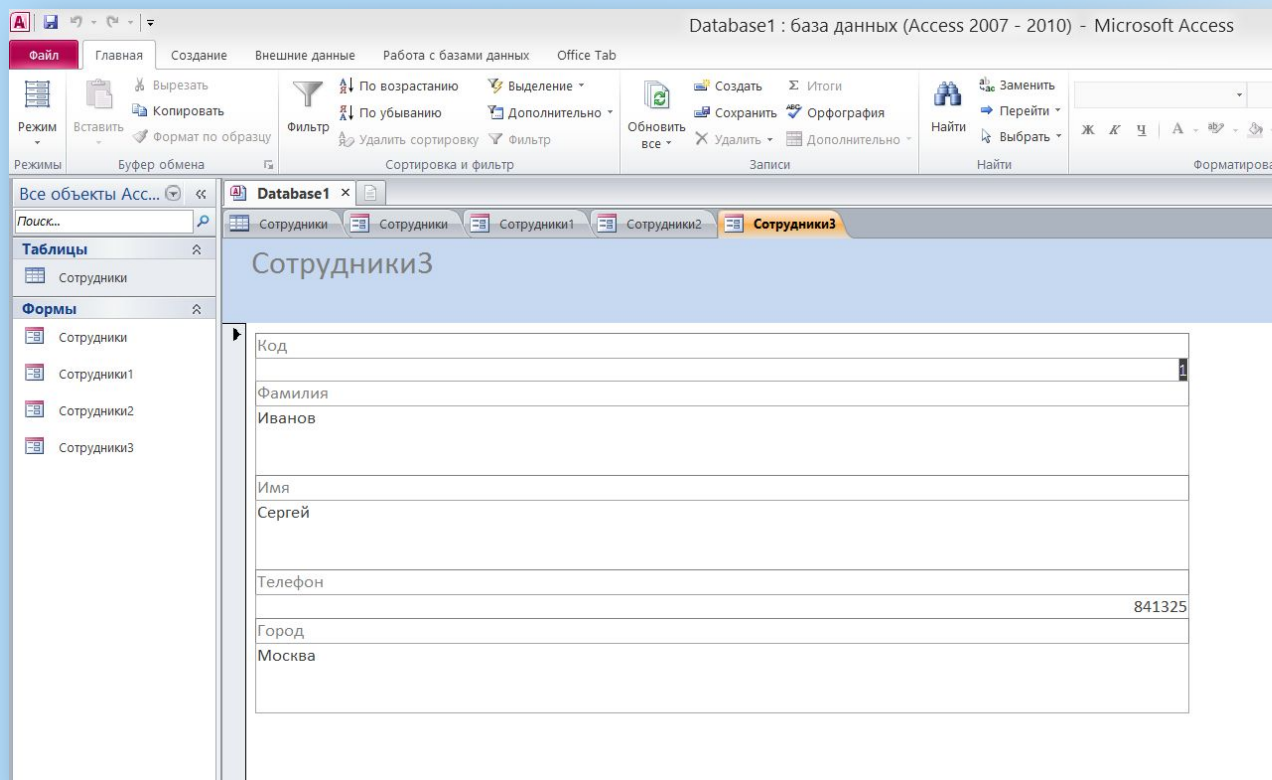 Database1 : база данных (Access 2007 - 2010) - Microsoft Access
Файл Главная Создание Внешние данные Работа с базами данных Office Tab
Режим
Вставить
Вырезать
Копировать
Формат по образцу
Фильтр
По возрастанию
По убыванию
Удалить сортировку
Выделение
Дополнительно
Фильтр
Обновить
все
Создать
Сохранить
Удалить
Итоги
Орфография
Дополнительно
Найти
Заменить
Перейти
Выбрать
Ж К Ч А
Режимы Буфер обмена Сортировка и фильтр Записи Найти Форматирова
Все объекты Acc...
Поиск...
Таблицы
Сотрудники
Формы
Сотрудники
Сотрудники1
Сотрудники2
Сотрудники3
Database1
Сотрудники Сотрудники Сотрудники1 Сотрудники2 Сотрудники3
Сотрудники3
Код
1
Фамилия
Иванов
Имя
Сергей
Телефон
841325
Город
Москва